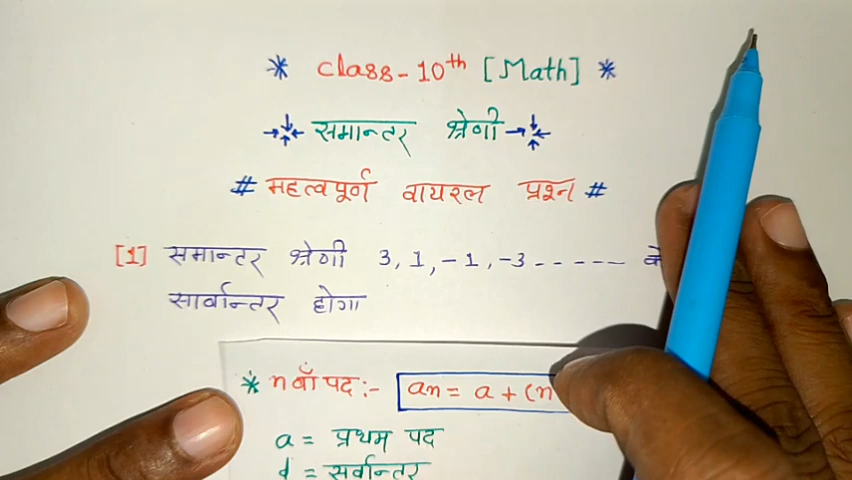 * class-10th [Math] *
समान्तर श्रेणी
# महत्वपूर्ण वायरल प्रश्न #
[1] समान्तर श्रेणी 3, 1, -1, -3 - - - - -
सार्वान्तर होगा
* n वाँ पद :- an = a + (n
a = प्रथम पद
d = सर्वान्तर